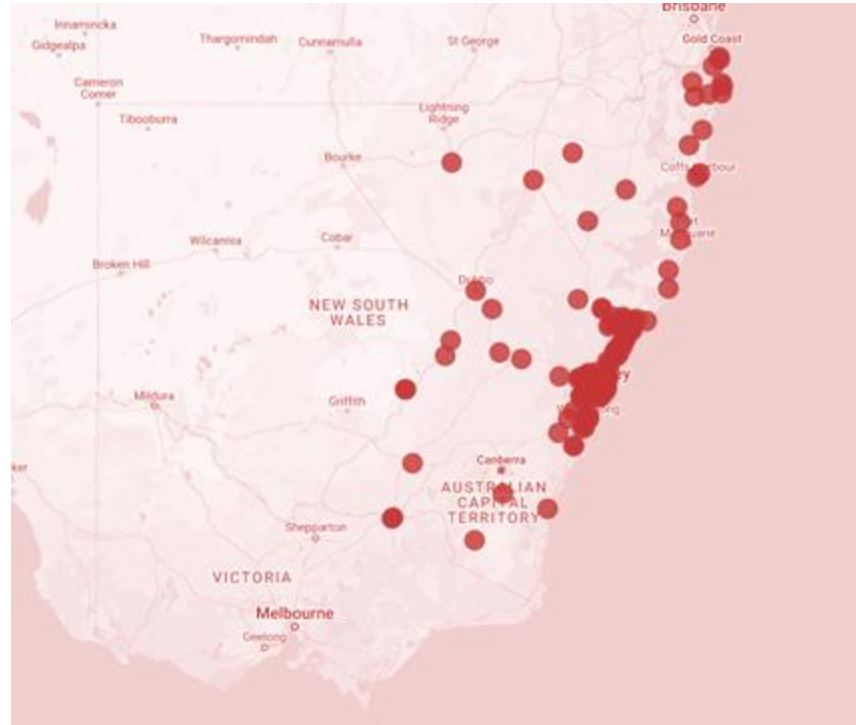 Brisbane
Innamincka
Gidgealpa
Thargomindah
Cunnamulla
St George
Gold Coast
Cameron
Corner
Tibooburra
Lightning
Ridge
Bourke
Wilcannia
Cobar
Broken Hill
NEW SOUTH
WALES
Mildura
Griffith
Canberra
AUSTRALIAN
CAPITAL
TERRITORY
Shepparton
VICTORIA
Melbourne
Geelong